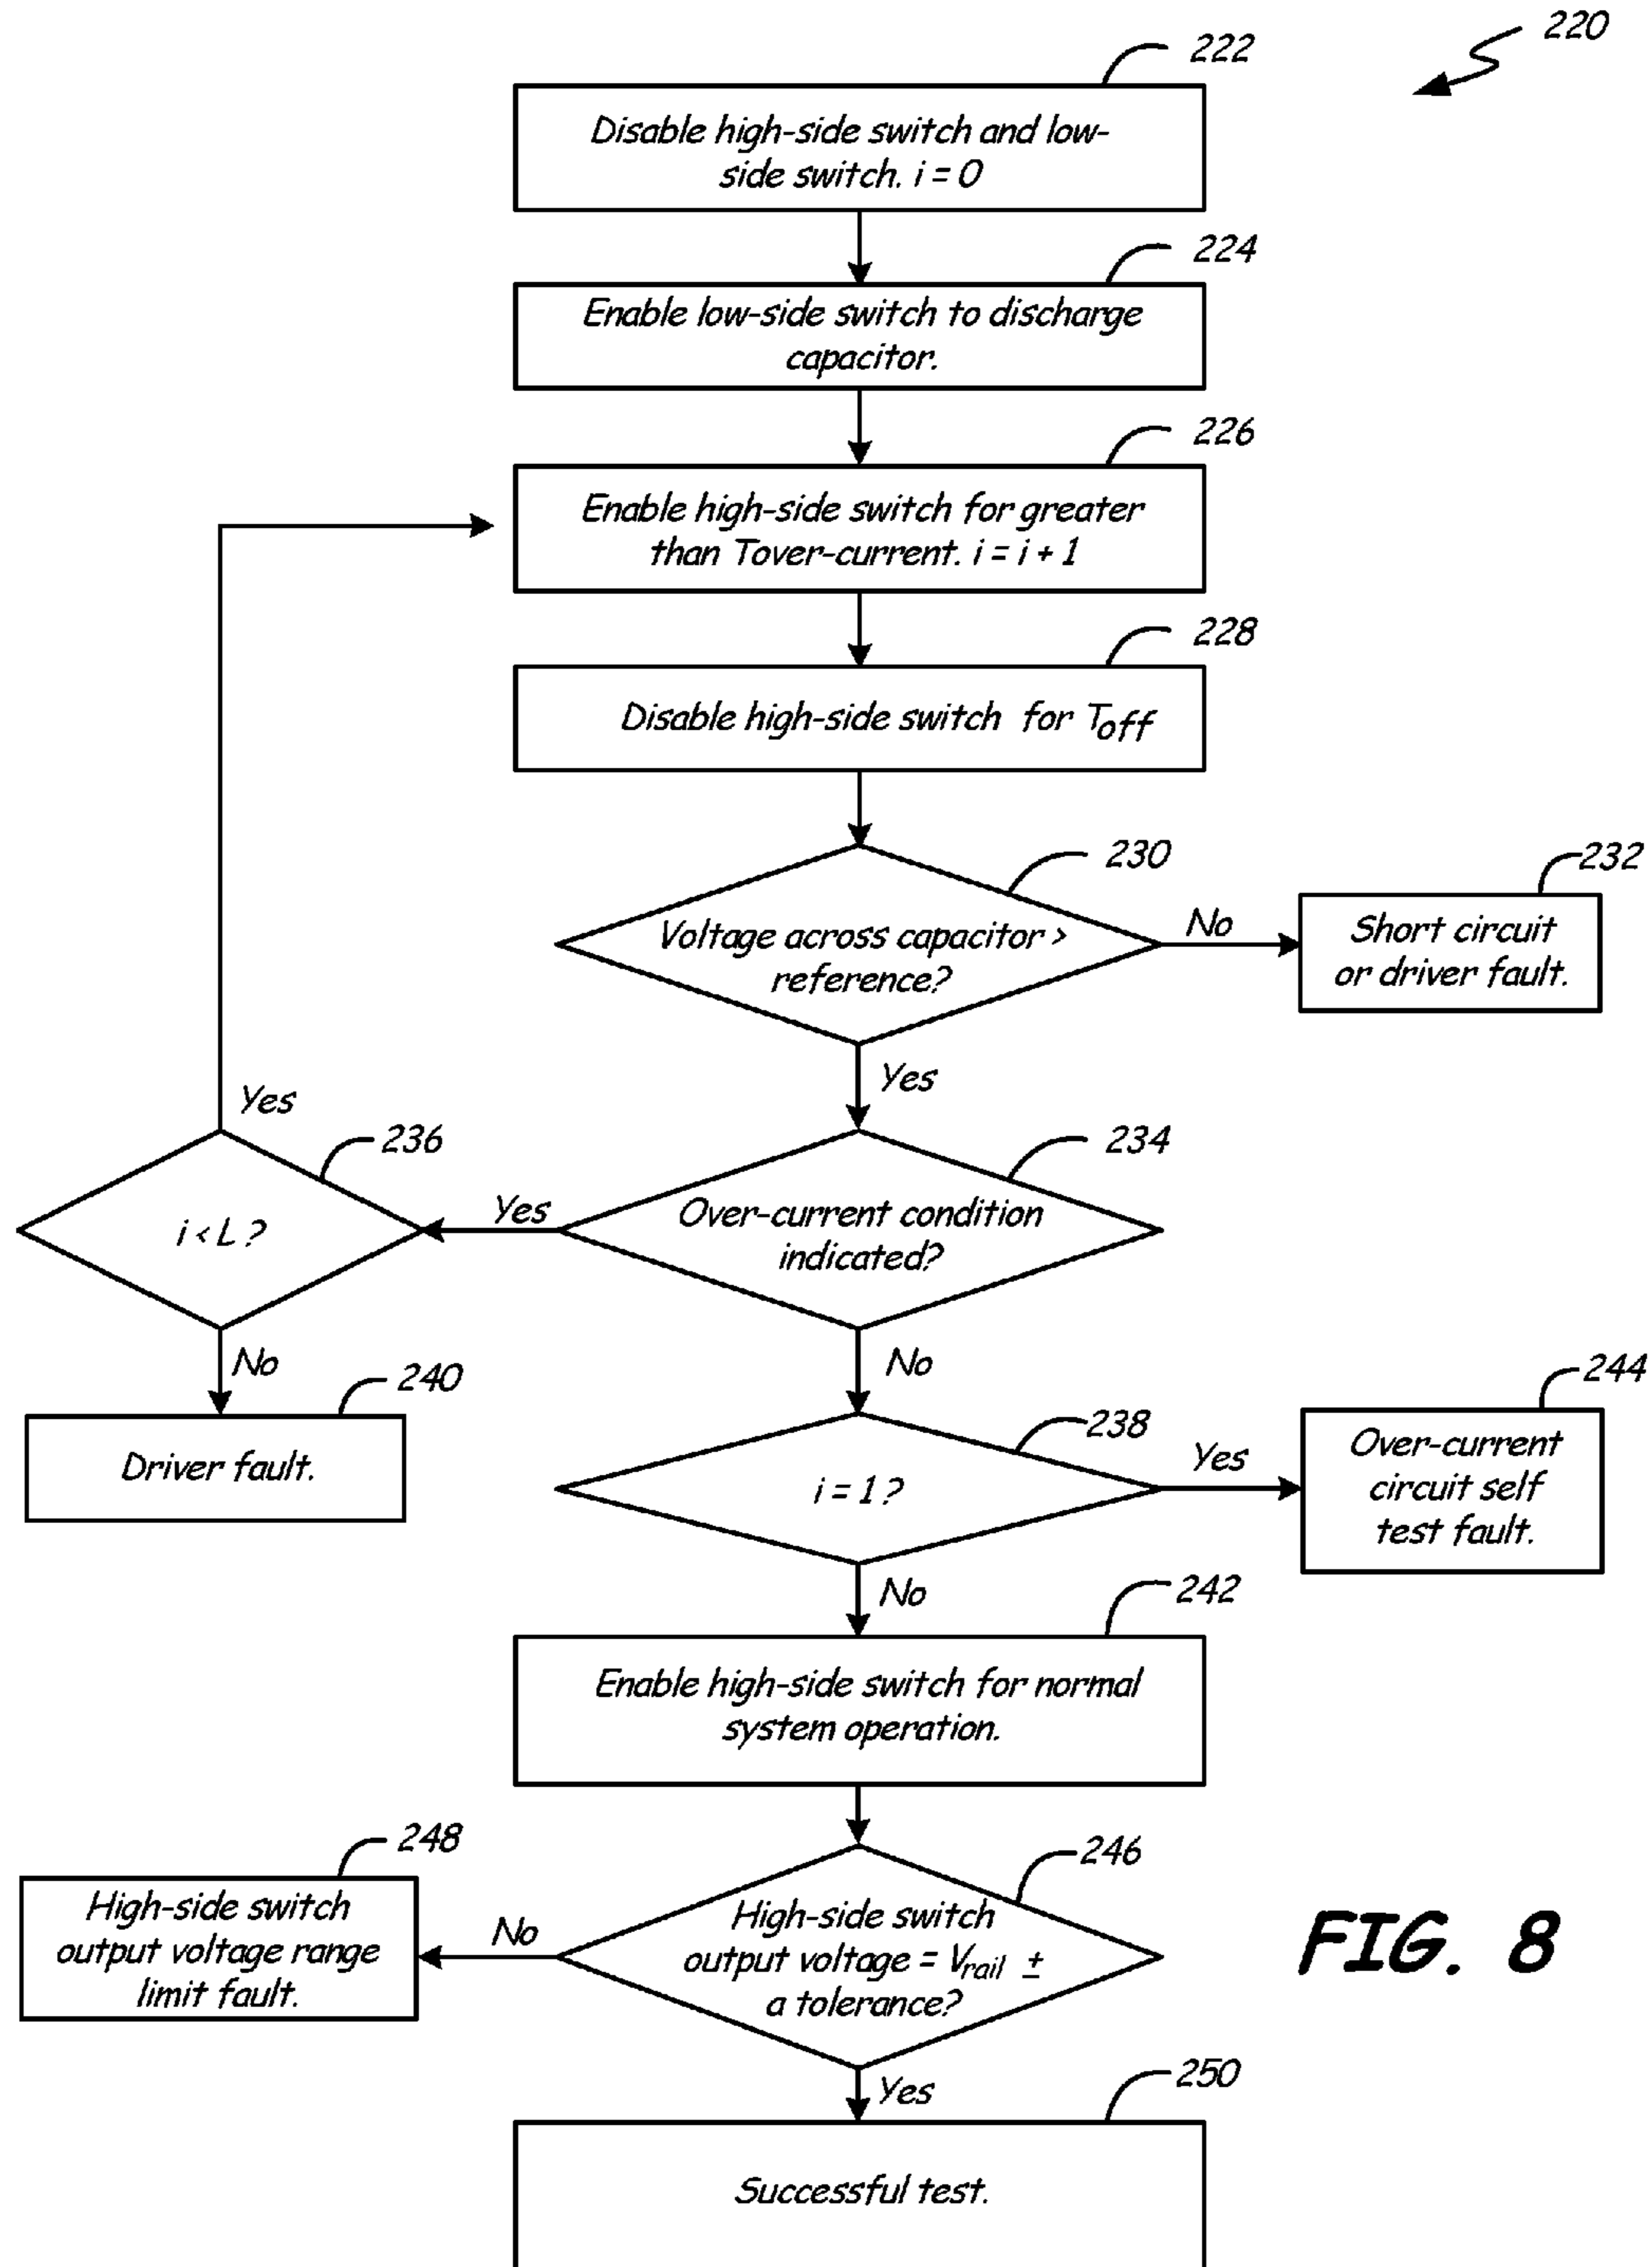 220
222
Disable high-side switch and low-
side switch. i = 0
224
Enable low-side switch to discharge
capacitor.
226
Enable high-side switch for greater
than Tover-current. i = i + 1
228
Disable high-side switch for Toff
230
Voltage across capacitor >
reference?
No
232
Short circuit
or driver fault.
Yes
Yes
236
i < L ?
Yes
234
Over-current condition
indicated?
No
240
Driver fault.
No
238
i = 1 ?
Yes
244
Over-current
circuit self
test fault.
No
242
Enable high-side switch for normal
system operation.
248
High-side switch
output voltage range
limit fault.
No
246
High-side switch
output voltage = Vrail ±
a tolerance?
FIG. 8
Yes
250
Successful test.